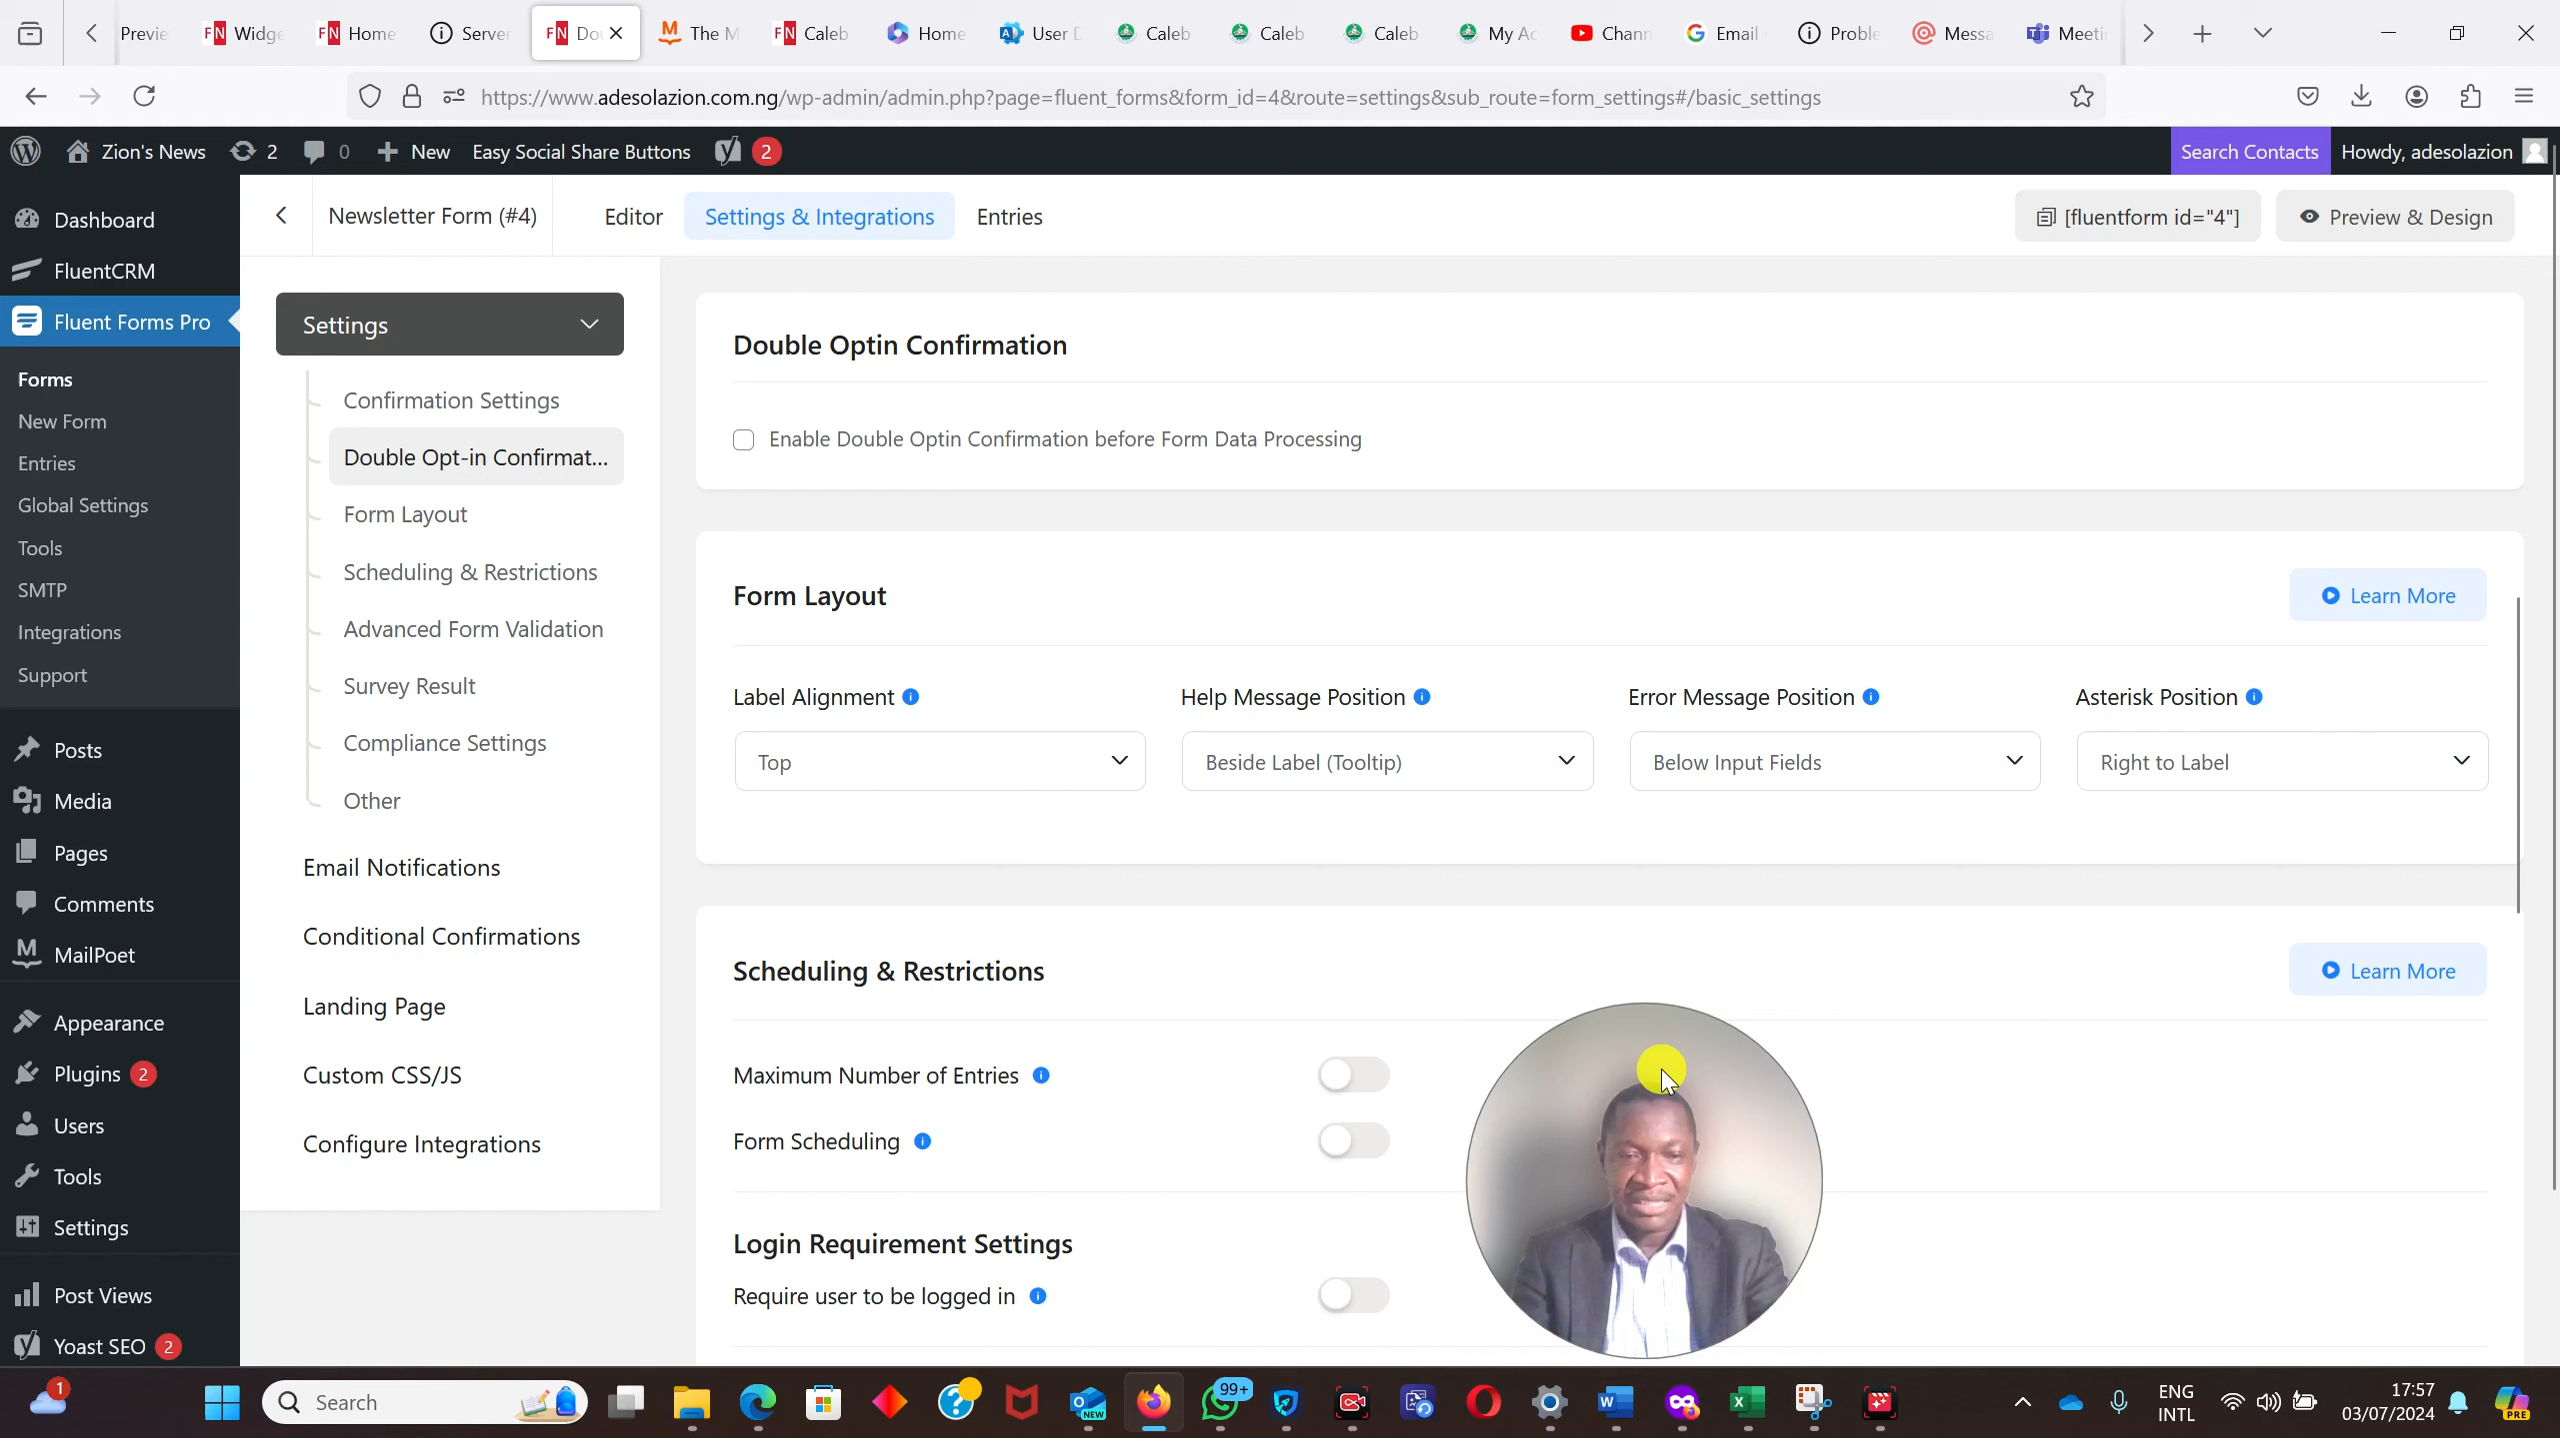 Previe
FN Widge
FN Home
Server
FN Do
The M
FN Caleb
Home
User D
Caleb
Caleb
Caleb
My Ac
Chann
Email
Proble
Messa
Meeti
https://www.adesolazion.com.ng/wp-admin/admin.php?page=fluent_forms&form_id=4&route=settings&sub_route=form_settings#/basic_settings
Zion's News
2
0
New
Easy Social Share Buttons
2
Search Contacts
Howdy, adesolazion
Dashboard
FluentCRM
Fluent Forms Pro
Forms
New Form
Entries
Global Settings
Tools
SMTP
Integrations
Support
Posts
Media
Pages
Comments
MailPoet
Appearance
Plugins 2
Users
Tools
Settings
Post Views
Yoast SEO 2
Newsletter Form (#4)
Editor
Settings & Integrations
Entries
[fluentform id="4"]
Preview & Design
Settings
Confirmation Settings
Double Opt-in Confirmat...
Form Layout
Scheduling & Restrictions
Advanced Form Validation
Survey Result
Compliance Settings
Other
Email Notifications
Conditional Confirmations
Landing Page
Custom CSS/JS
Configure Integrations
Double Optin Confirmation
Enable Double Optin Confirmation before Form Data Processing
Form Layout
Learn More
Label Alignment
Help Message Position
Error Message Position
Asterisk Position
Top
Beside Label (Tooltip)
Below Input Fields
Right to Label
Scheduling & Restrictions
Learn More
Maximum Number of Entries
Form Scheduling
Login Requirement Settings
Require user to be logged in
1
Search
NEW
99+
ENG
INTL
17:57
03/07/2024
PRE